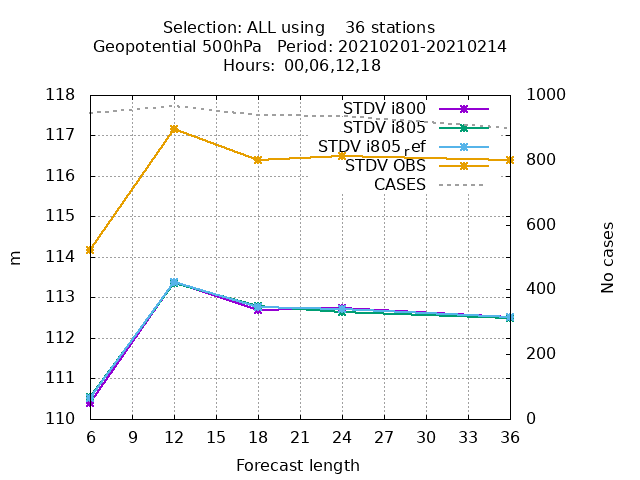 Selection: ALL using    36 stations
Geopotential 500hPa   Period: 20210201-20210214
Hours: 00,06,12,18
118
117
116
115
114
113
112
111
110
1000
800
600
400
200
0
STDV i800
STDV i805
STDV i805ref
STDV OBS
CASES
m
No cases
6 9 12 15 18 21 24 27 30 33 36
Forecast length